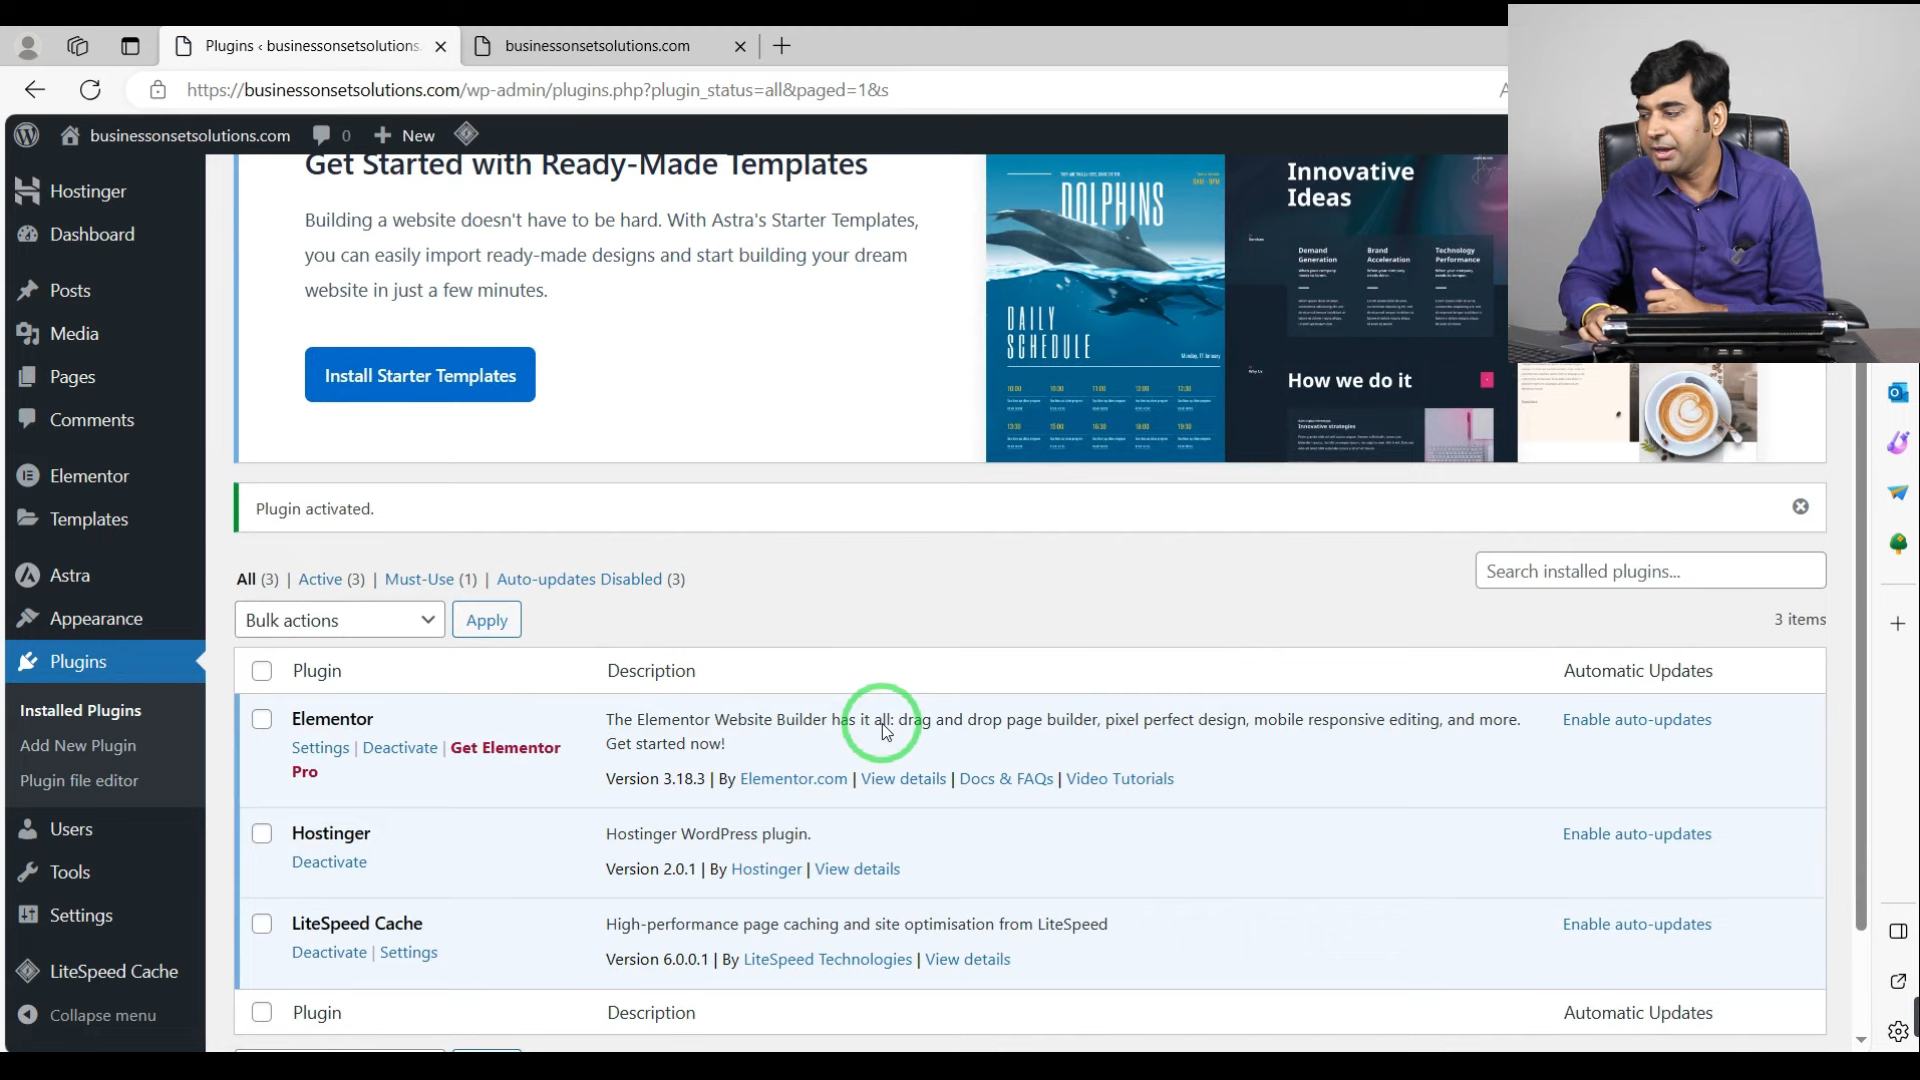 Plugins ‹ businessonsetsolutions.
businessonsetsolutions.com
https://businessonsetsolutions.com/wp-admin/plugins.php?plugin_status=all&paged=1&s
businessonsetsolutions.com
0
New
Hostinger
Dashboard
Posts
Media
Pages
Comments
Elementor
Templates
Astra
Appearance
Plugins
Installed Plugins
Add New Plugin
Plugin file editor
Users
Tools
Settings
LiteSpeed Cache
Collapse menu
Get Started with Ready-Made Templates
Building a website doesn't have to be hard. With Astra's Starter Templates,
you can easily import ready-made designs and start building your dream
website in just a few minutes.
Install Starter Templates
DOLPHINS
DAILY
SCHEDULE
Innovative
Ideas
Demand
Generation
Brand
Acceleration
Technology
Performance
How we do it
Innovative strategies
Plugin activated.
All (3) | Active (3) | Must-Use (1) | Auto-updates Disabled (3)
Search installed plugins...
Bulk actions
Apply
3 items
Plugin Description Automatic Updates
Elementor
Settings | Deactivate | Get Elementor
Pro
The Elementor Website Builder has it all: drag and drop page builder, pixel perfect design, mobile responsive editing, and more.
Get started now!
Version 3.18.3 | By Elementor.com | View details | Docs & FAQs | Video Tutorials
Enable auto-updates
Hostinger
Deactivate
Hostinger WordPress plugin.
Version 2.0.1 | By Hostinger | View details
Enable auto-updates
LiteSpeed Cache
Deactivate | Settings
High-performance page caching and site optimisation from LiteSpeed
Version 6.0.0.1 | By LiteSpeed Technologies | View details
Enable auto-updates
Plugin Description Automatic Updates